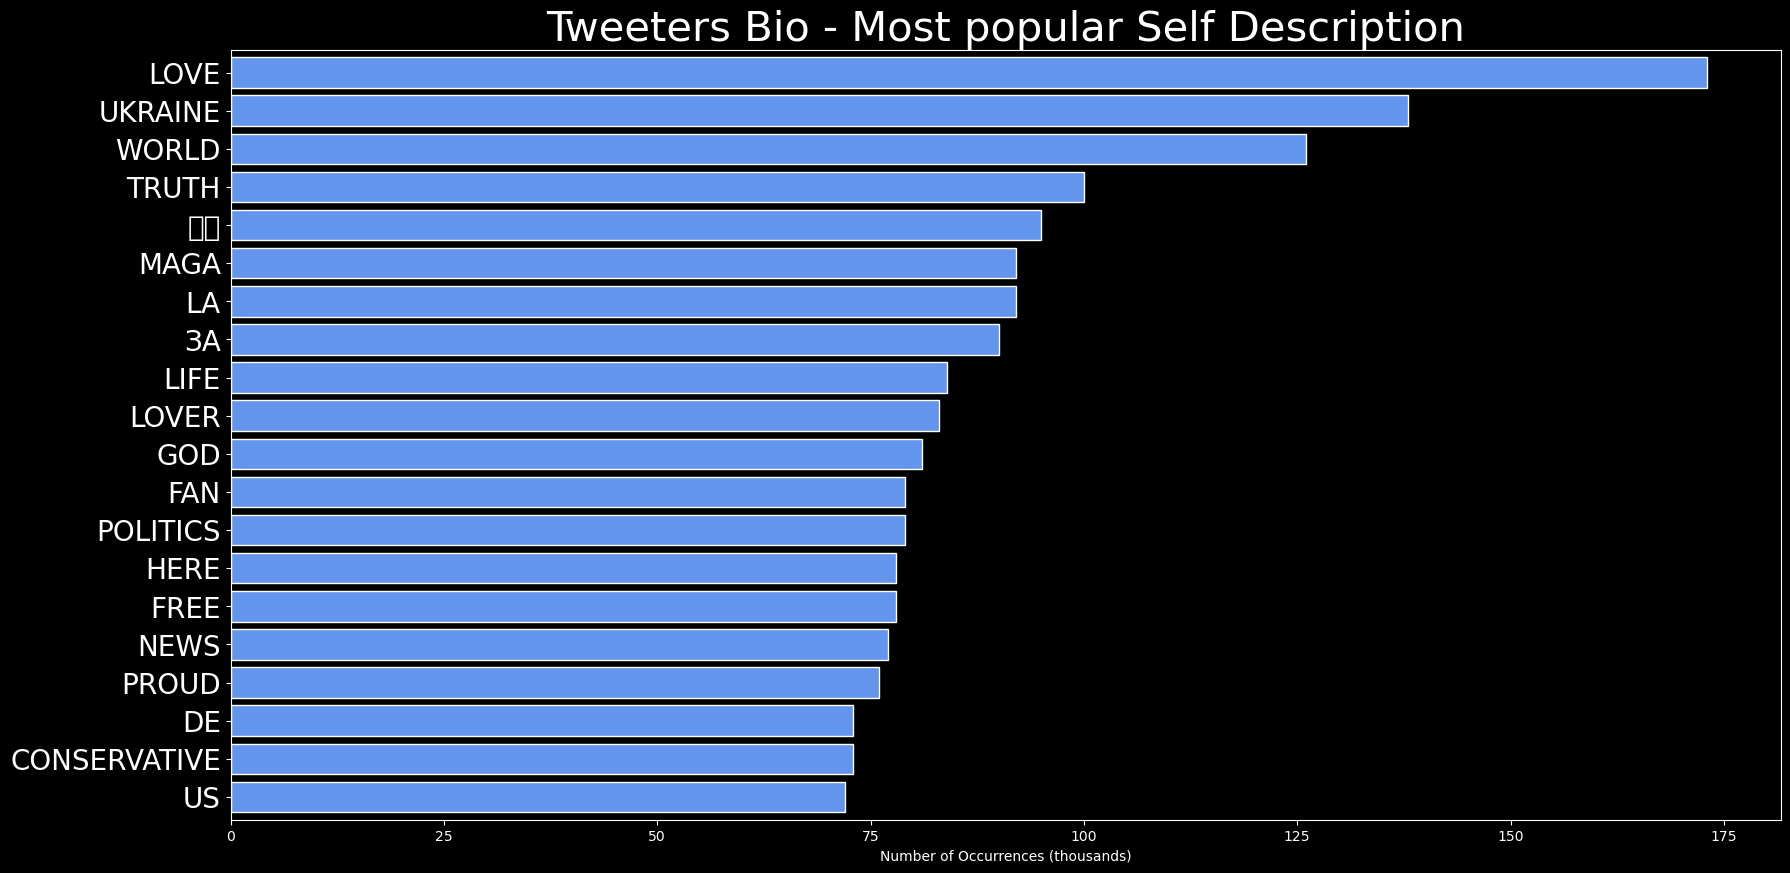 Tweeters Bio - Most popular Self Description
LOVE
UKRAINE
WORLD
TRUTH
MAGA
LA
ЗА
LIFE
LOVER
GOD
FAN
POLITICS
HERE
FREE
NEWS
PROUD
DE
CONSERVATIVE
US
0 25 50 75 100 125 150 175
Number of Occurrences (thousands)